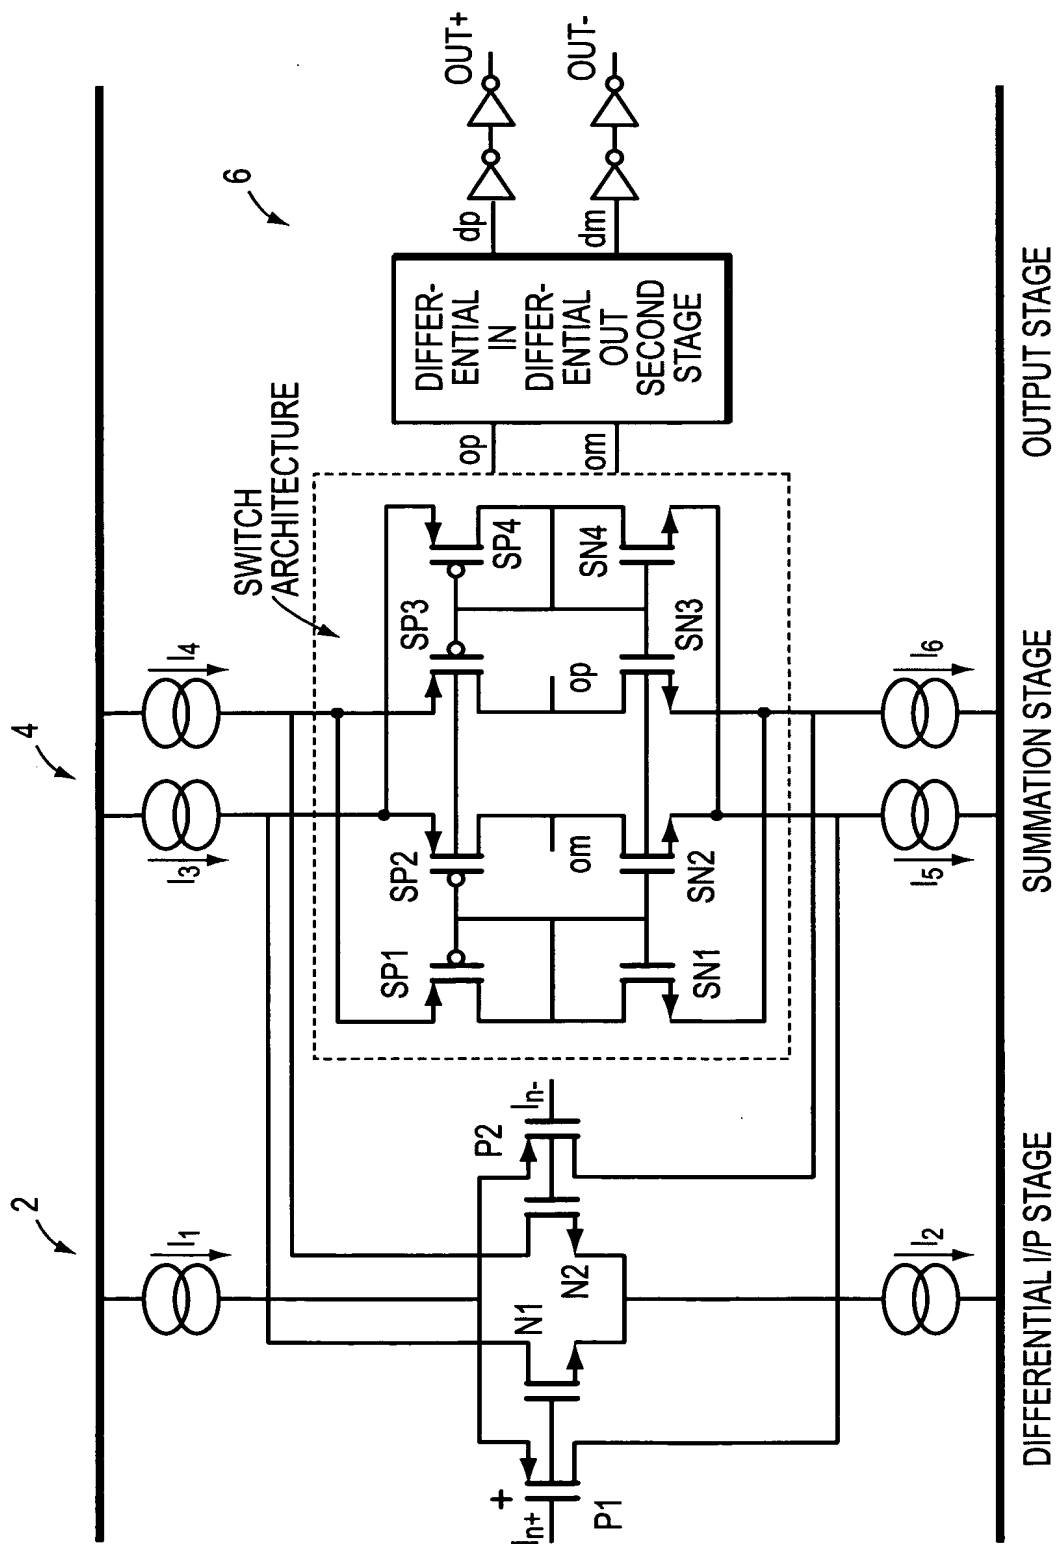 2
4
6
I1
I3
I4
SWITCH
ARCHITECTURE
OUT+
OUT-
dp
dm
DIFFER-
ENTIAL
IN
DIFFER-
ENTIAL
OUT
SECOND
STAGE
op
om
SP1
SP2
SP3
SP4
om
op
SN1
SN2
SN3
SN4
In+
+
P1
N1
N2
P2
In-
I2
I5
I6
DIFFERENTIAL I/P STAGE
SUMMATION STAGE
OUTPUT STAGE